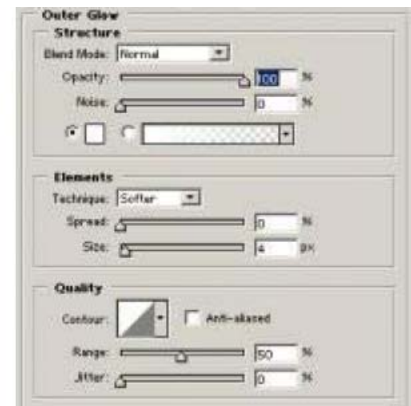 Outer Glow
Structure
Blend Mode: Normal
Opacity: 100 %
Noise: 0 %
Elements
Technique: Softer
Spread: 0 %
Size: 4 px
Quality
Contour: Anti-aliased
Range: 50 %
Jitter: 0 %